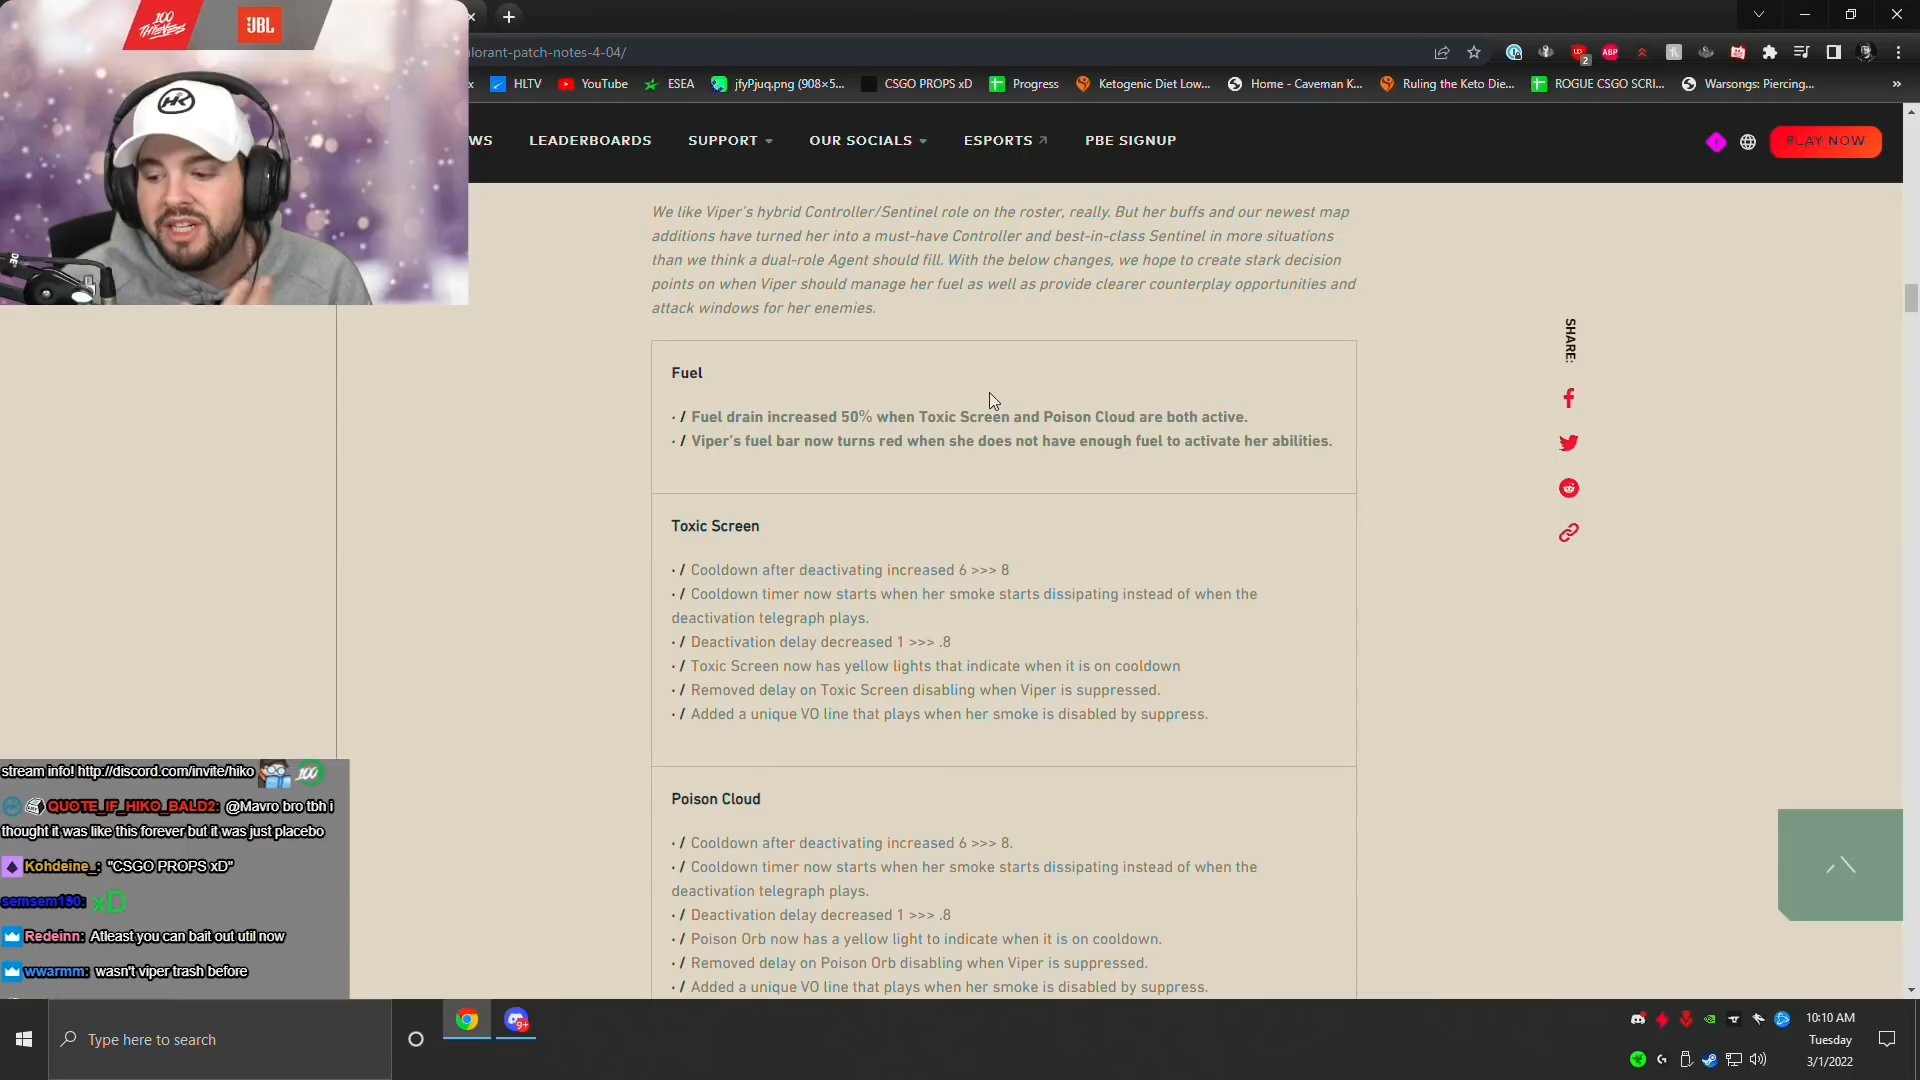 100
THIEVES
JBL
lorant-patch-notes-4-04/
2
HLTV
YouTube
ESEA
jfyPjuq.png (908×5...
CSGO PROPS xD
Progress
Ketogenic Diet Low...
Home - Caveman K...
Ruling the Keto Die...
ROGUE CSGO SCRI...
Warsongs: Piercing...
»
WS
LEADERBOARDS
SUPPORT
OUR SOCIALS
ESPORTS
PBE SIGNUP
PLAY NOW
We like Viper's hybrid Controller/Sentinel role on the roster, really. But her buffs and our newest map
additions have turned her into a must-have Controller and best-in-class Sentinel in more situations
than we think a dual-role Agent should fill. With the below changes, we hope to create stark decision
points on when Viper should manage her fuel as well as provide clearer counterplay opportunities and
attack windows for her enemies.
SHARE:
Fuel
· / Fuel drain increased 50% when Toxic Screen and Poison Cloud are both active.
· / Viper's fuel bar now turns red when she does not have enough fuel to activate her abilities.
Toxic Screen
· / Cooldown after deactivating increased 6 >>> 8
· / Cooldown timer now starts when her smoke starts dissipating instead of when the
deactivation telegraph plays.
· / Deactivation delay decreased 1 >>> .8
· / Toxic Screen now has yellow lights that indicate when it is on cooldown
· / Removed delay on Toxic Screen disabling when Viper is suppressed.
· / Added a unique VO line that plays when her smoke is disabled by suppress.
Poison Cloud
· / Cooldown after deactivating increased 6 >>> 8.
· / Cooldown timer now starts when her smoke starts dissipating instead of when the
deactivation telegraph plays.
· / Deactivation delay decreased 1 >>> .8
· / Poison Orb now has a yellow light to indicate when it is on cooldown.
· / Removed delay on Poison Orb disabling when Viper is suppressed.
· / Added a unique VO line that plays when her smoke is disabled by suppress.
stream info! http://discord.com/invite/hiko 100
QUOTE_IF_HIKO_BALD2: @Mavro bro tbh i
thought it was like this forever but it was just placebo
Kohdeine_: "CSGO PROPS xD"
semsem190: xD
Redeinn: Atleast you can bait out util now
wwarmm: wasn't viper trash before
Type here to search
9+
10:10 AM
Tuesday
3/1/2022